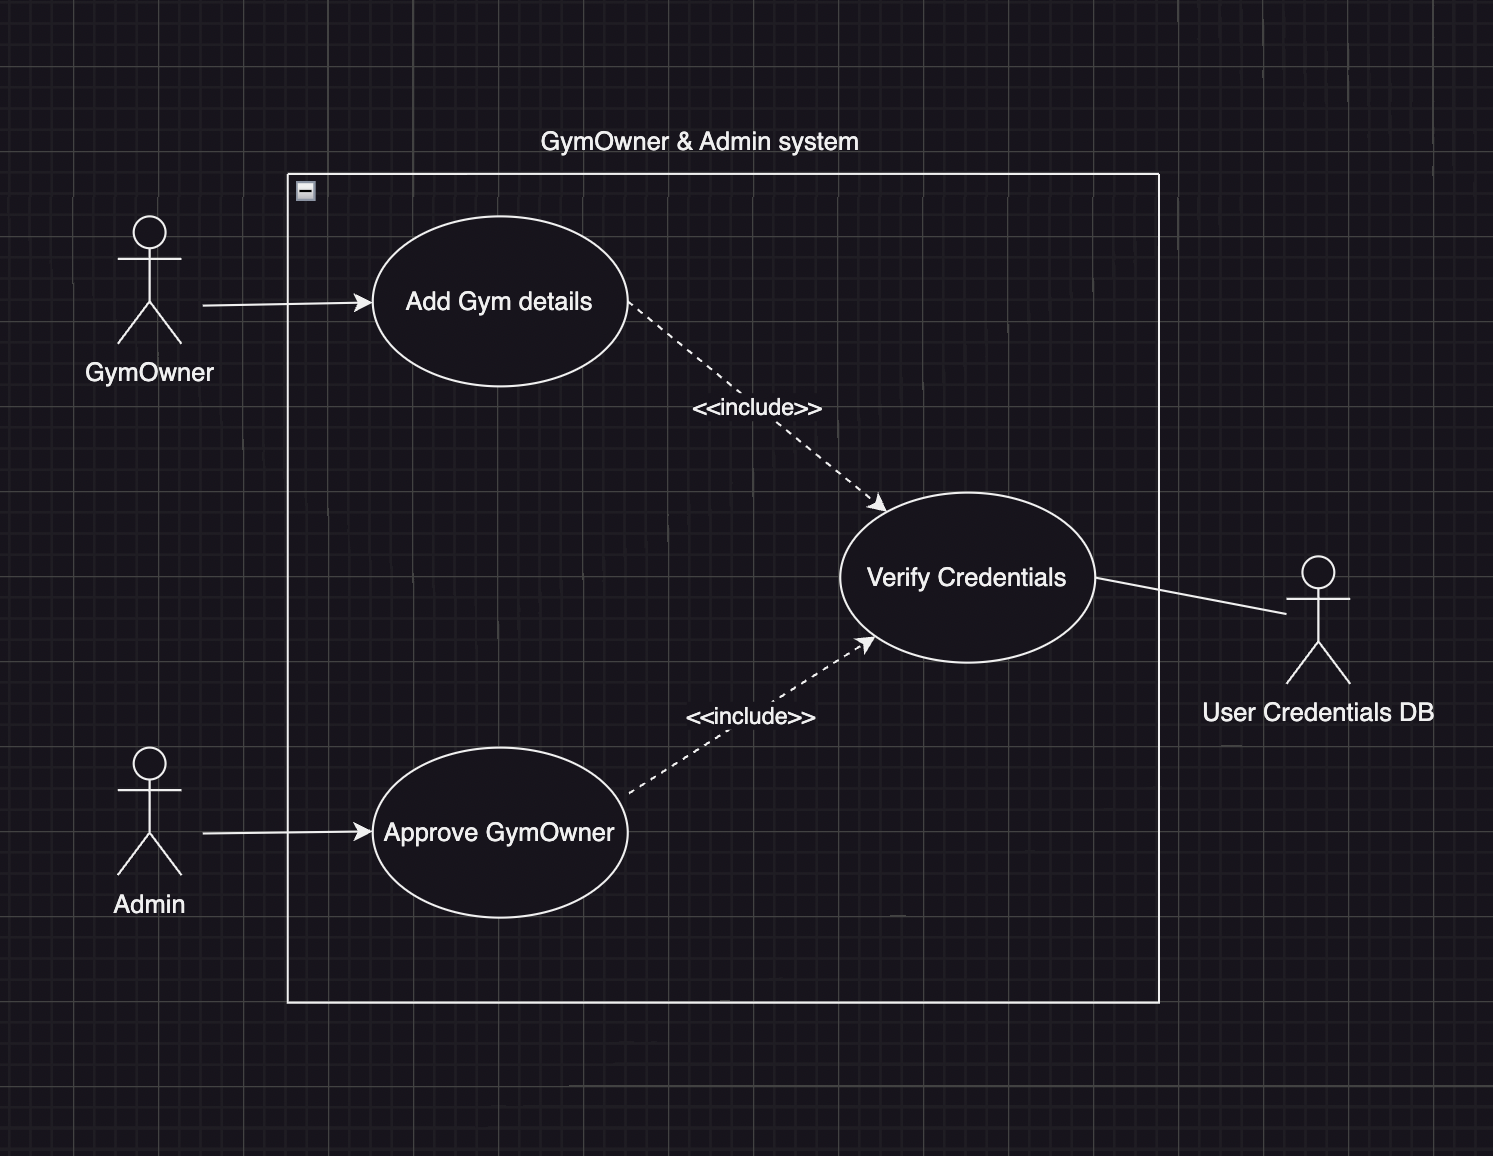 GymOwner & Admin system
Add Gym details
GymOwner
<<include>>
Verify Credentials
User Credentials DB
<<include>>
Approve GymOwner
Admin